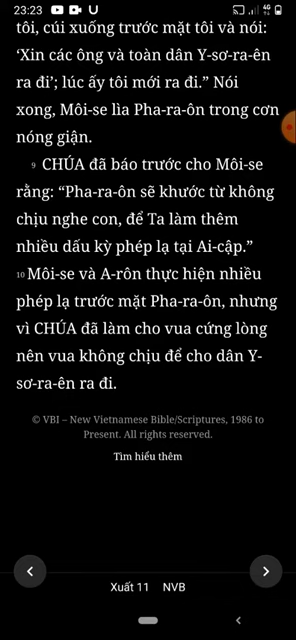 23:23
4G
tôi, cúi xuống trước mặt tôi và nói:
‘Xin các ông và toàn dân Y-sơ-ra-ên
ra đi’; lúc ấy tôi mới ra đi.” Nói
xong, Môi-se lìa Pha-ra-ôn trong cơn
nóng giận.
9 CHÚA đã báo trước cho Môi-se
rằng: “Pha-ra-ôn sẽ khước từ không
chịu nghe con, để Ta làm thêm
nhiều dấu kỳ phép lạ tại Ai-cập.”
10 Môi-se và A-rôn thực hiện nhiều
phép lạ trước mặt Pha-ra-ôn, nhưng
vì CHÚA đã làm cho vua cứng lòng
nên vua không chịu để cho dân Y-
sơ-ra-ên ra đi.
© VBI – New Vietnamese Bible/Scriptures, 1986 to
Present. All rights reserved.
Tìm hiểu thêm
Xuất 11 NVB